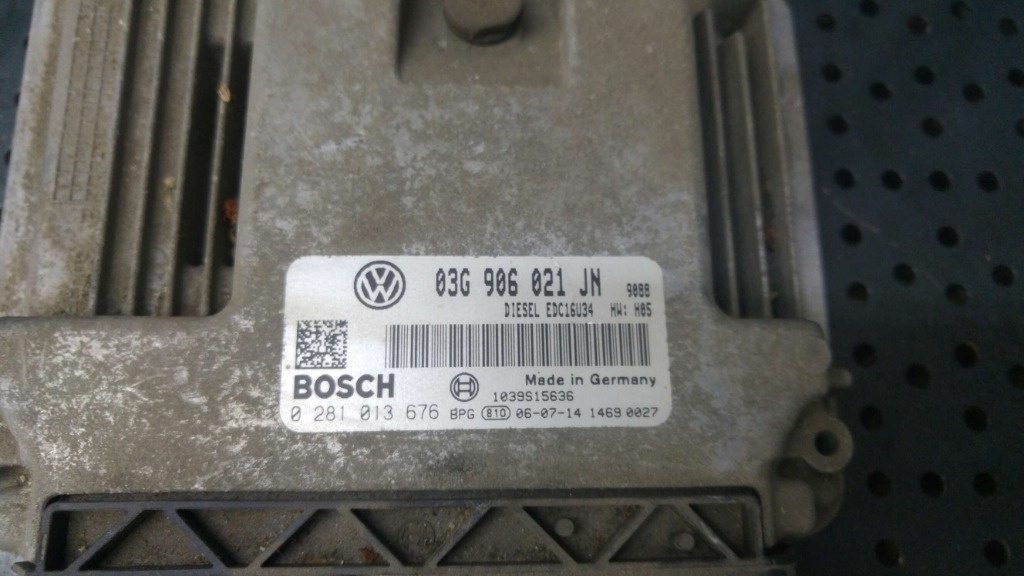 03G 906 021 JN 9088
DIESEL EDC16U34 HW: H05
BOSCH Made in Germany
1039S15636
0 281 013 676 BPG 810 06-07-14 1469 0027